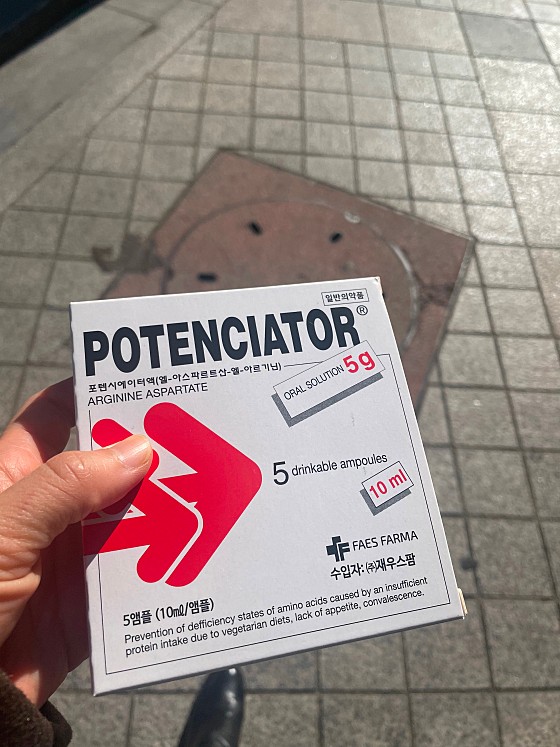 일반의약품
POTENCIATOR®
포텐시에이터액(엘-아스파르트산-엘-아르기닌)
ARGININE ASPARTATE
ORAL SOLUTION 5g
5 drinkable ampoules
10 ml
FAES FARMA
수입자: ㈜재우스팜
5앰플 (10㎖/앰플)
Prevention of defficiency states of amino acids caused by an insufficient
protein intake due to vegetarian diets, lack of appetite, convalescence.